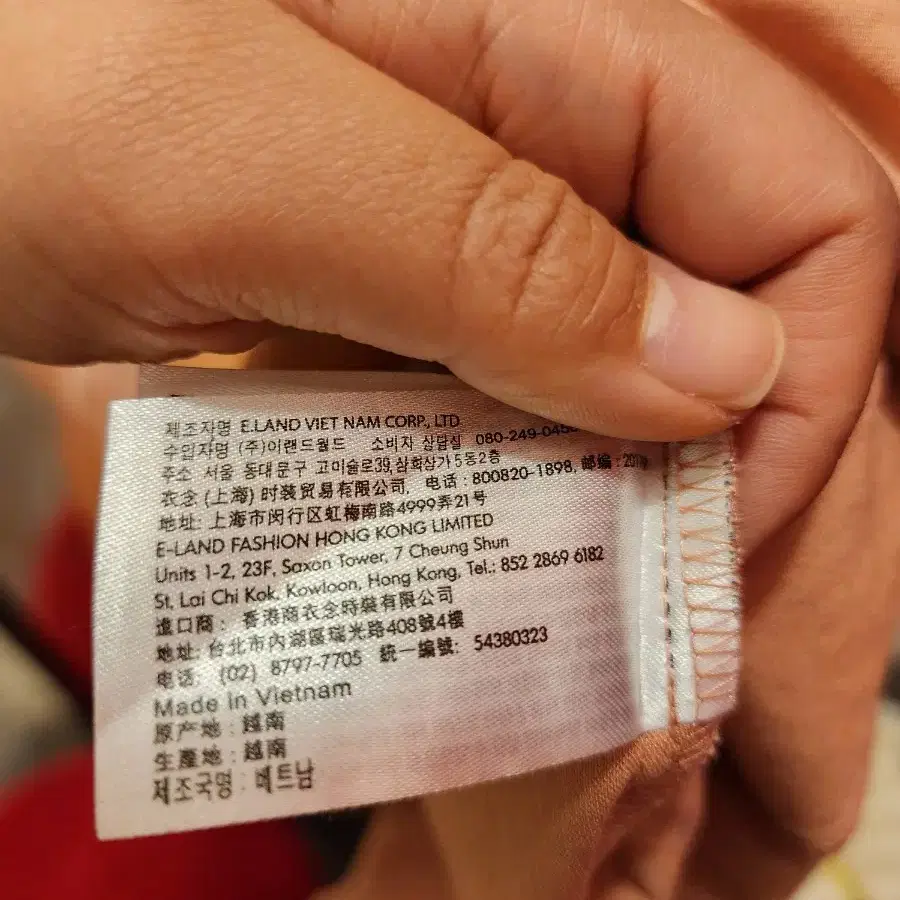 제조자명 E.LAND VIET NAM CORP., LTD
수입자명 (주)이랜드월드 소비자 상담실
주소 서울 동대문구 고미술로39,삼희상가5동2층
衣念 (上海) 时装贸易有限公司, 电话 : 800820-1898, 邮编 :
地址: 上海市闵行区虹梅南路4999弄21号
E-LAND FASHION HONG KONG LIMITED
Units 1-2, 23F, Saxon Tower, 7 Cheung Shun
St, Lai Chi Kok, Kowloon, Hong Kong, Tel.: 852 2869 6182
進口商 : 香港商衣念時裝有限公司
地址: 台北市內湖區瑞光路408號4樓
电话: (02) 8797-7705 統一編號: 54380323
Made in Vietnam
原产地 : 越南
生產地 : 越南
제조국명 : 베트남